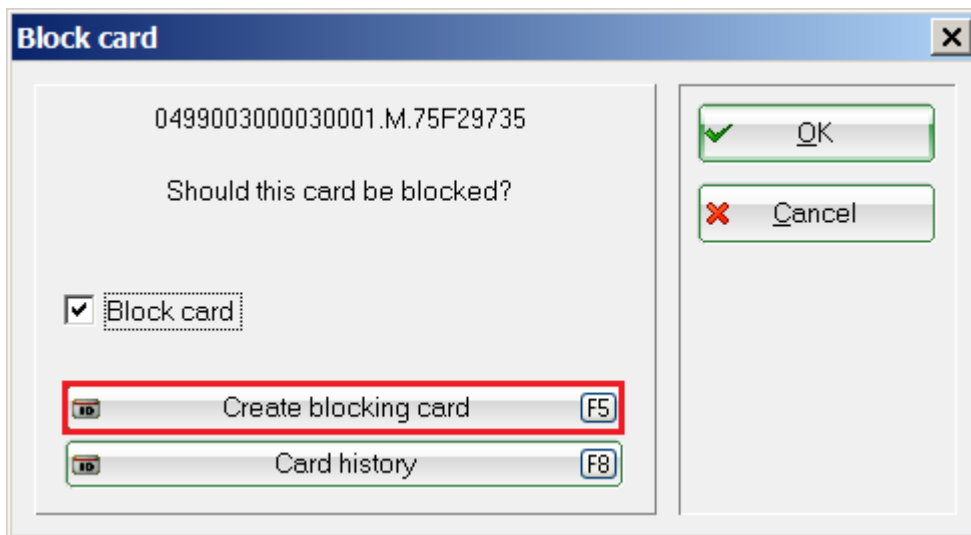 Block card
0499003000030001.M.75F29735
Should this card be blocked?
Block card
Create blocking card F5
Card history F8
OK
Cancel